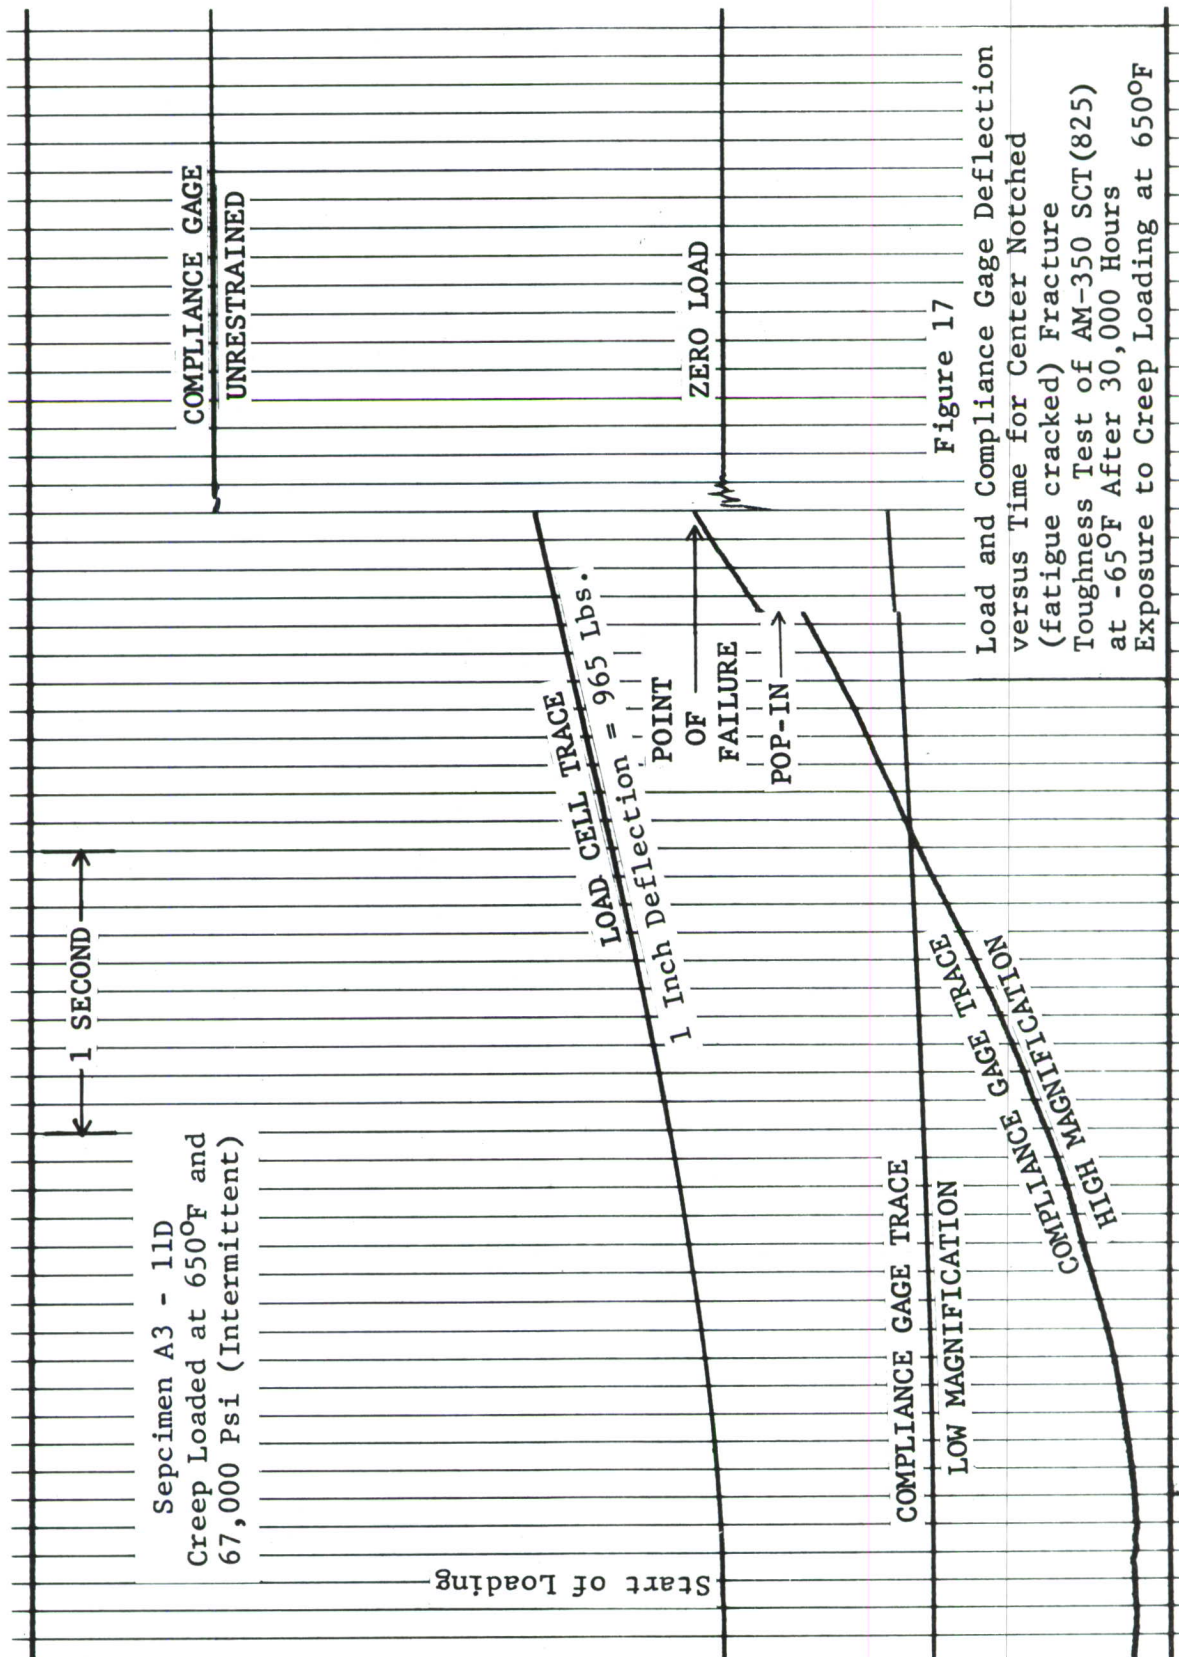 Sepcimen A3 - 11D
Creep Loaded at 650°F and
67,000 Psi (Intermittent)
1 SECOND
COMPLIANCE GAGE
UNRESTRAINED
Start of Loading
LOAD CELL TRACE
1 Inch Deflection = 965 Lbs.
ZERO LOAD
POINT
OF
FAILURE
POP-IN
COMPLIANCE GAGE TRACE
LOW MAGNIFICATION
COMPLIANCE GAGE TRACE
HIGH MAGNIFICATION
Figure 17
Load and Compliance Gage Deflection
versus Time for Center Notched
(fatigue cracked) Fracture
Toughness Test of AM-350 SCT(825)
at -65°F After 30,000 Hours
Exposure to Creep Loading at 650°F